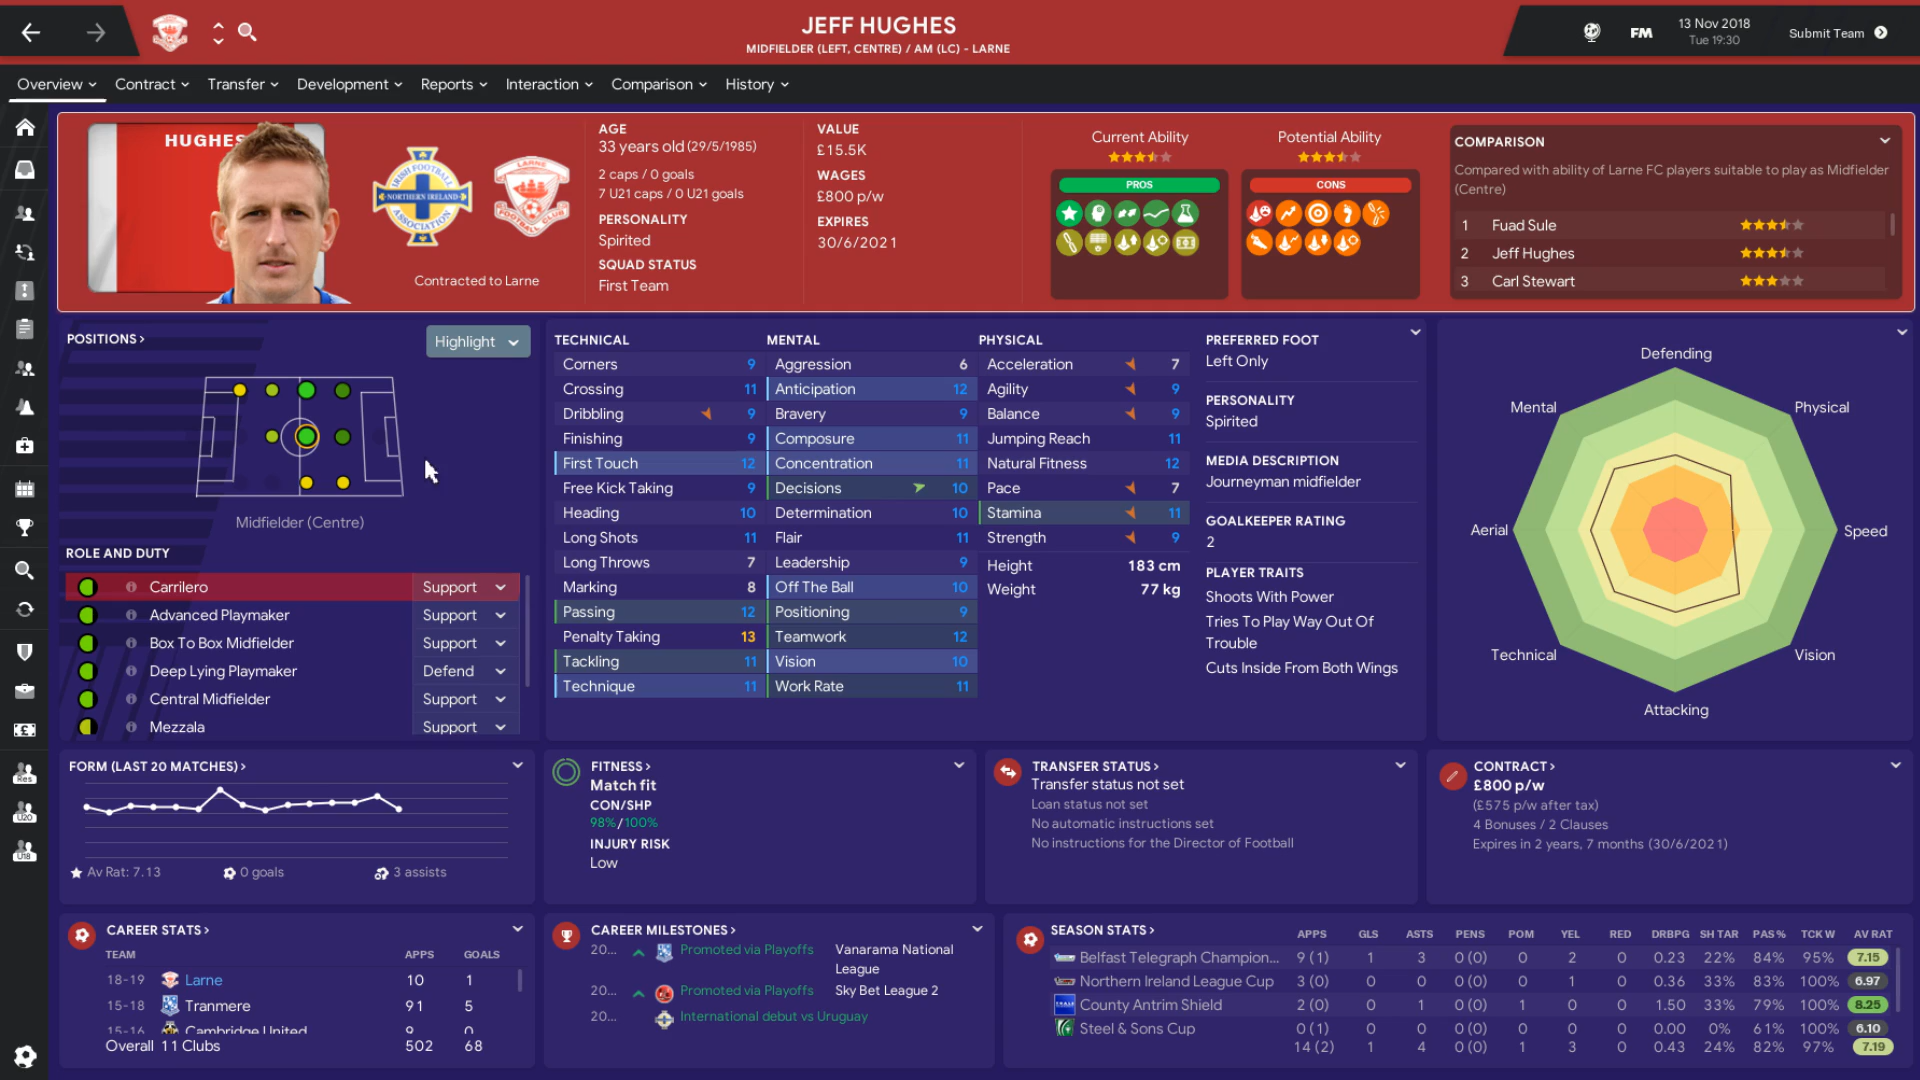 JEFF HUGHES
MIDFIELDER (LEFT, CENTRE) / AM (LC) - LARNE
FM
13 Nov 2018
Tue 19:30
Submit Team
Overview
Contract
Transfer
Development
Reports
Interaction
Comparison
History
HUGHES
NORTHERN IRELAND
Contracted to Larne
AGE
33 years old (29/5/1985)
2 caps / 0 goals
7 U21 caps / 0 U21 goals
PERSONALITY
Spirited
SQUAD STATUS
First Team
VALUE
£15.5K
WAGES
£800 p/w
EXPIRES
30/6/2021
Current Ability
PROS
Potential Ability
CONS
COMPARISON
Compared with ability of Larne FC players suitable to play as Midfielder
(Centre)
1 Fuad Sule
2 Jeff Hughes
3 Carl Stewart
POSITIONS
Highlight
Midfielder (Centre)
ROLE AND DUTY
Carrilero Support
Advanced Playmaker Support
Box To Box Midfielder Support
Deep Lying Playmaker Defend
Central Midfielder Support
Mezzala Support
TECHNICAL
Corners 9
Crossing 11
Dribbling 9
Finishing 9
First Touch 12
Free Kick Taking 9
Heading 10
Long Shots 11
Long Throws 7
Marking 8
Passing 12
Penalty Taking 13
Tackling 11
Technique 11
MENTAL
Aggression 6
Anticipation 12
Bravery 9
Composure 11
Concentration 11
Decisions 10
Determination 10
Flair 11
Leadership 9
Off The Ball 10
Positioning 9
Teamwork 12
Vision 10
Work Rate 11
PHYSICAL
Acceleration 7
Agility 9
Balance 9
Jumping Reach 11
Natural Fitness 12
Pace 7
Stamina 11
Strength 9
Height 183 cm
Weight 77 kg
PREFERRED FOOT
Left Only
PERSONALITY
Spirited
MEDIA DESCRIPTION
Journeyman midfielder
GOALKEEPER RATING
2
PLAYER TRAITS
Shoots With Power
Tries To Play Way Out Of
Trouble
Cuts Inside From Both Wings
Defending
Physical
Speed
Vision
Attacking
Technical
Aerial
Mental
FORM (LAST 20 MATCHES)
Av Rat: 7.13
0 goals
3 assists
FITNESS
Match fit
CON/SHP
98%/100%
INJURY RISK
Low
TRANSFER STATUS
Transfer status not set
Loan status not set
No automatic instructions set
No instructions for the Director of Football
CONTRACT
£800 p/w
(£575 p/w after tax)
4 Bonuses / 2 Clauses
Expires in 2 years, 7 months (30/6/2021)
Res
U20
U18
CAREER STATS
TEAM APPS GOALS
18-19 Larne 10 1
15-18 Tranmere 91 5
15-16 Cambridge United 9 0
Overall 11 Clubs 502 68
CAREER MILESTONES
20... Promoted via Playoffs Vanarama National
League
20... Promoted via Playoffs Sky Bet League 2
20... International debut vs Uruguay
SEASON STATS APPS GLS ASTS PENS POM YEL RED DRBPG SH TAR PAS% TCK W AV RAT
Belfast Telegraph Champion... 9 (1) 1 3 0 (0) 0 2 0 0.23 22% 84% 95% 7.15
Northern Ireland League Cup 3 (0) 0 0 0 (0) 0 1 0 0.36 33% 83% 100% 6.97
County Antrim Shield 2 (0) 0 1 0 (0) 1 0 0 1.50 33% 79% 100% 8.25
Steel & Sons Cup 0 (1) 0 0 0 (0) 0 0 0 0.00 0% 61% 100% 6.10
14 (2) 1 4 0 (0) 1 3 0 0.43 24% 82% 97% 7.19